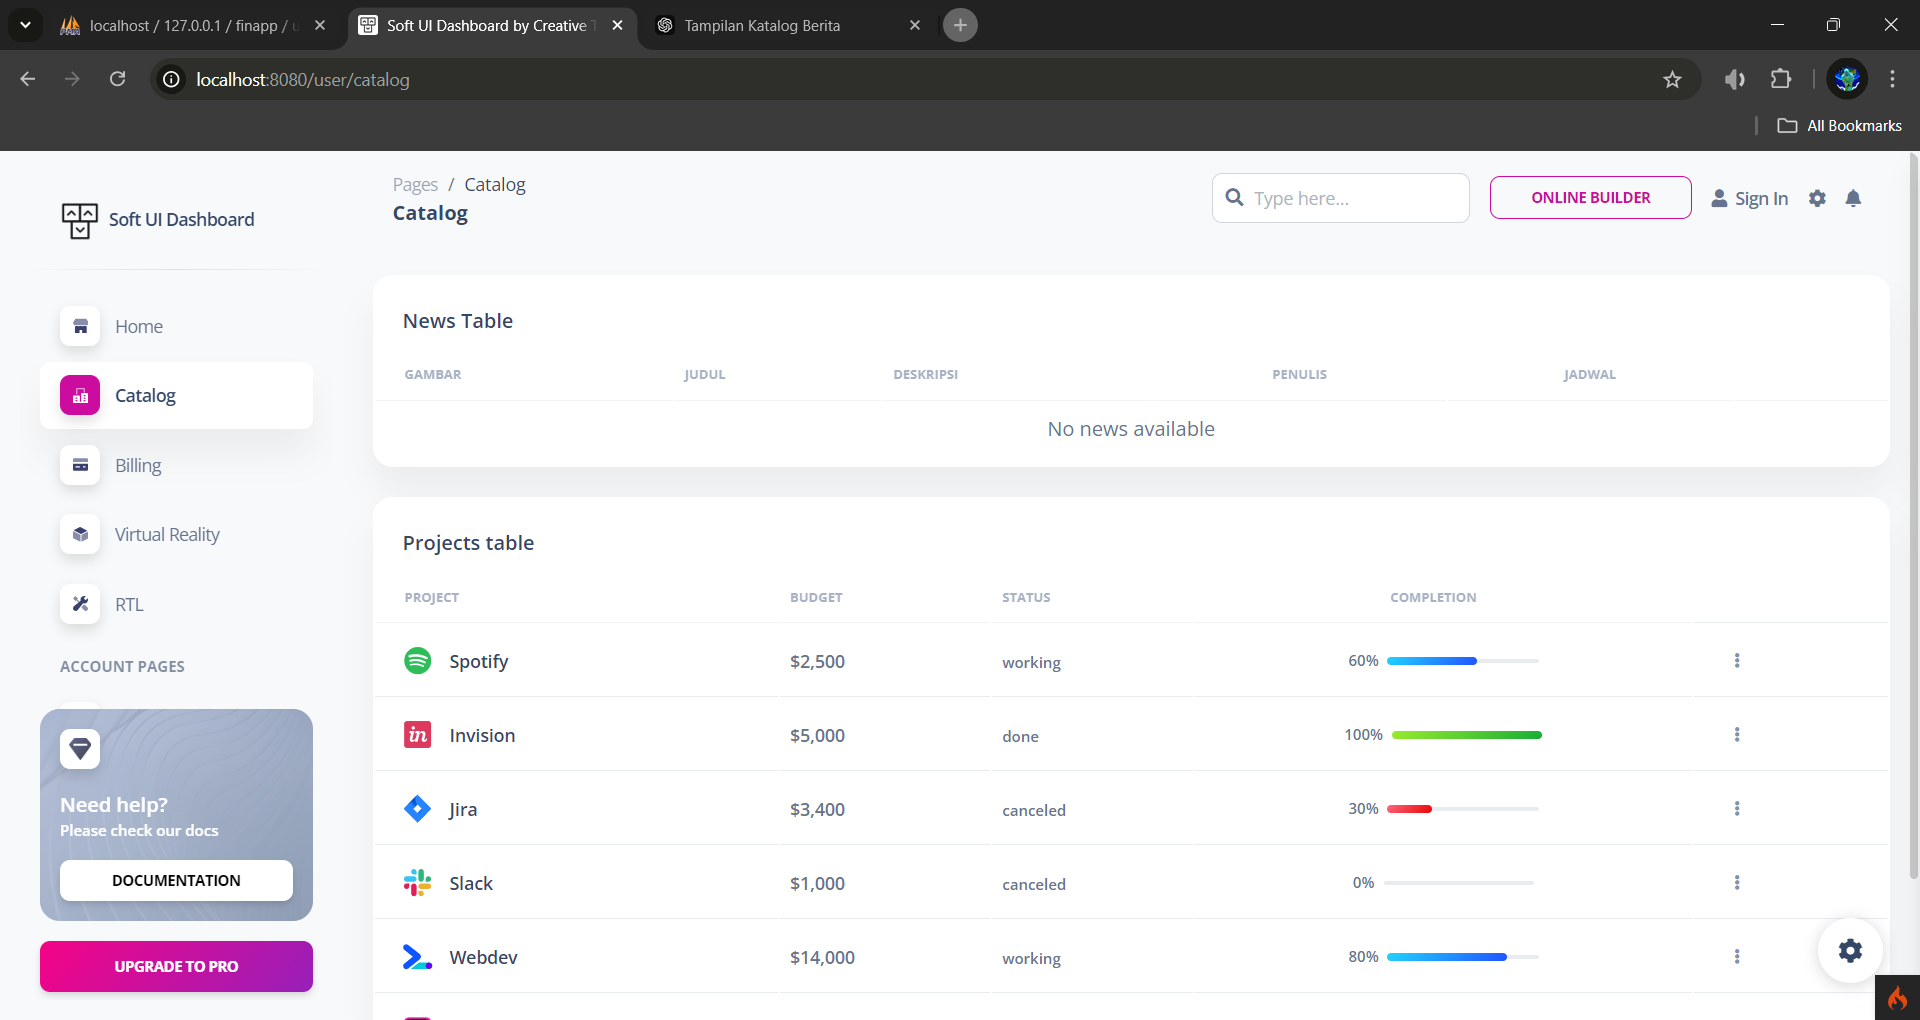 localhost / 127.0.0.1 / finapp / u
Soft UI Dashboard by Creative T
Tampilan Katalog Berita
localhost:8080/user/catalog
All Bookmarks
Soft UI Dashboard
Pages / Catalog
Catalog
Type here...
ONLINE BUILDER
Sign In
Home
Catalog
Billing
Virtual Reality
RTL
ACCOUNT PAGES
Need help?
Please check our docs
DOCUMENTATION
UPGRADE TO PRO
News Table
GAMBAR JUDUL DESKRIPSI PENULIS JADWAL
No news available
Projects table
PROJECT BUDGET STATUS COMPLETION
Spotify $2,500 working 60%
in Invision $5,000 done 100%
Jira $3,400 canceled 30%
Slack $1,000 canceled 0%
Webdev $14,000 working 80%